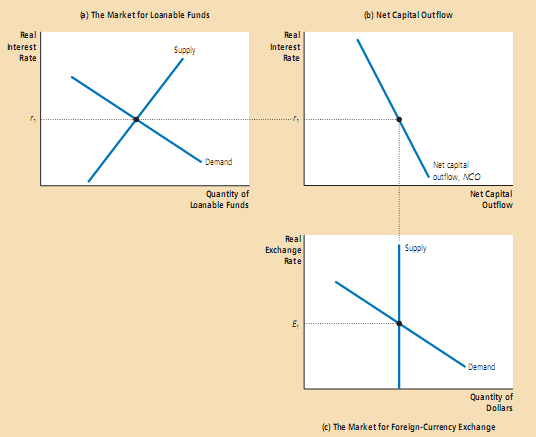 (a) The Market for Loanable Funds
Real
Interest
Rate
Supply
r1
Demand
Quantity of
Loanable Funds
(b) Net Capital Outflow
Real
Interest
Rate
r1
Net capital
outflow, NCO
Net Capital
Outflow
Real
Exchange
Rate
Supply
E1
Demand
Quantity of
Dollars
(c) The Market for Foreign-Currency Exchange